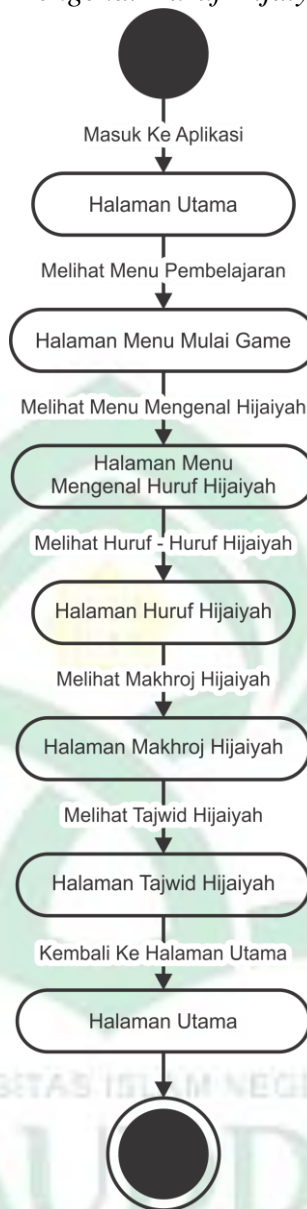 Masuk Ke Aplikasi
Halaman Utama
Melihat Menu Pembelajaran
Halaman Menu Mulai Game
Melihat Menu Mengenal Hijaiyah
Halaman Menu
Mengenal Huruf Hijaiyah
Melihat Huruf - Huruf Hijaiyah
Halaman Huruf Hijaiyah
Melihat Makhroj Hijaiyah
Halaman Makhroj Hijaiyah
Melihat Tajwid Hijaiyah
Halaman Tajwid Hijaiyah
Kembali Ke Halaman Utama
Halaman Utama
ISLAM NEG